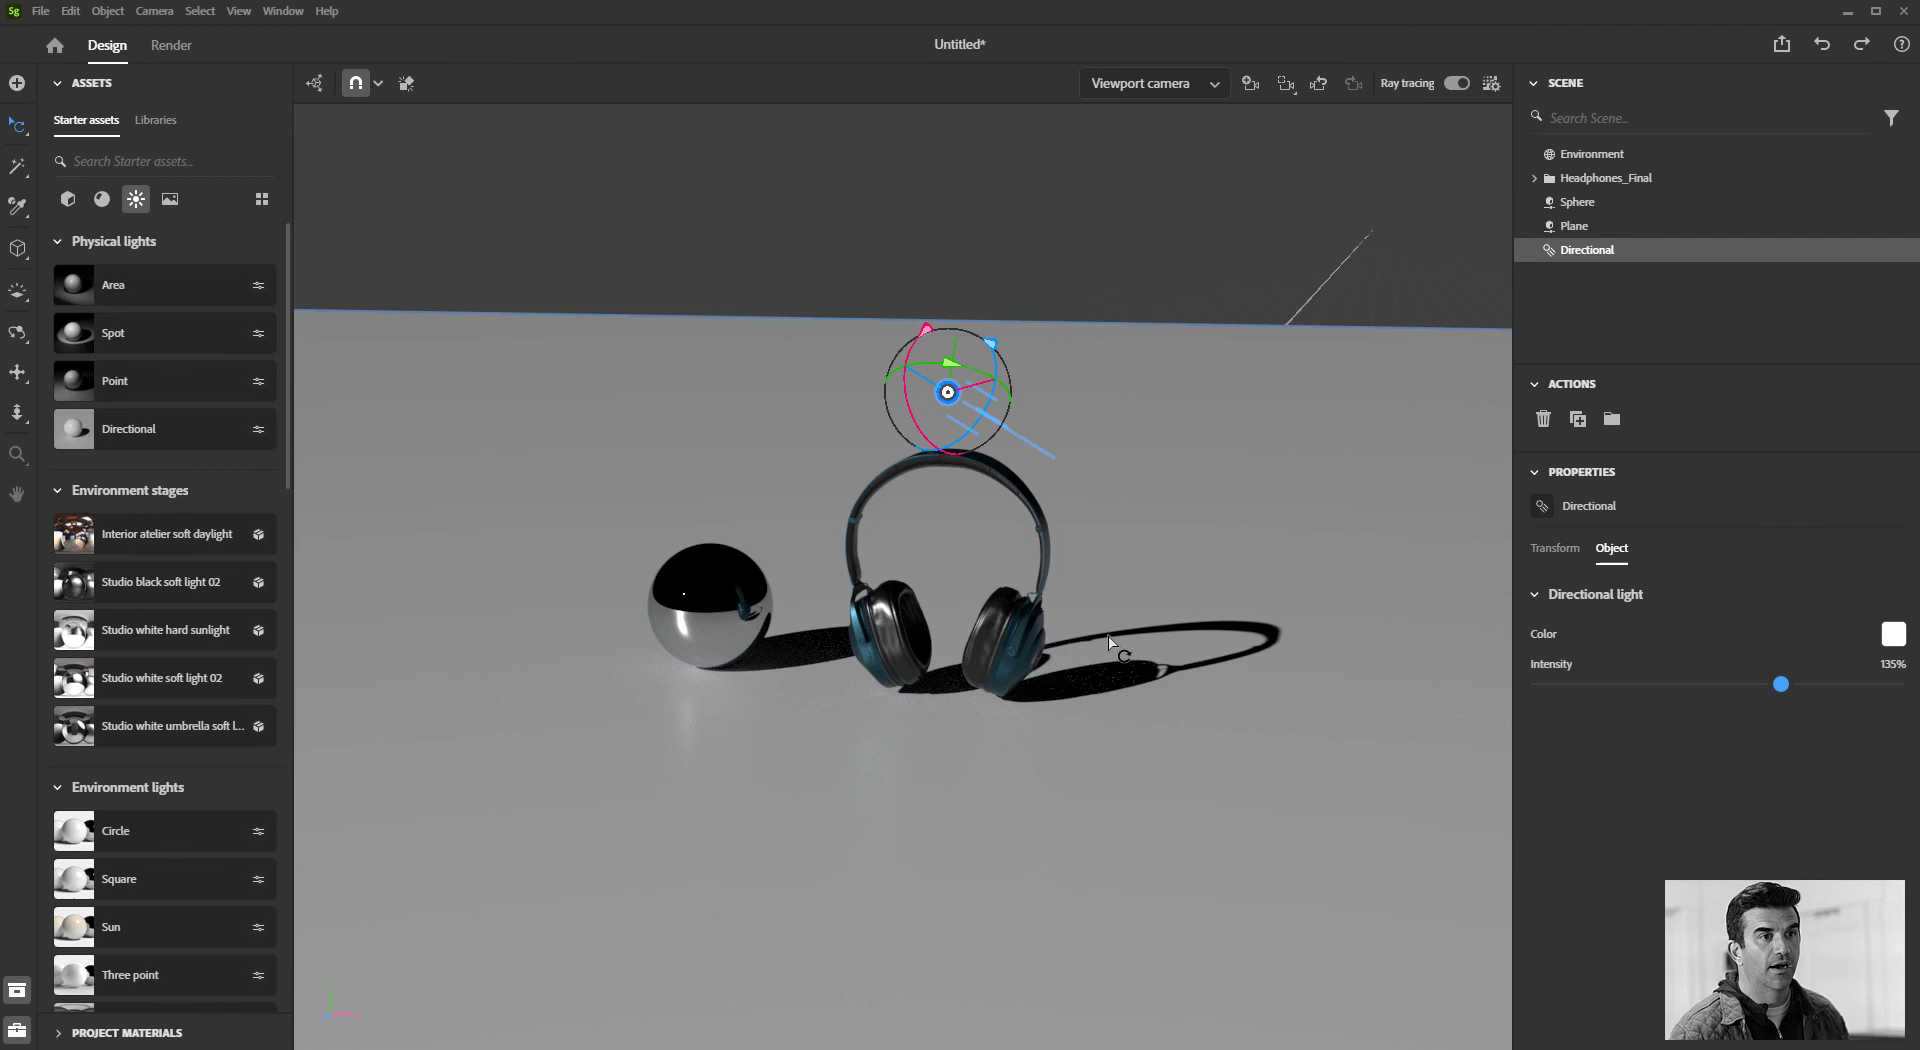 Sg File Edit Object Camera Select View Window Help
Design Render Untitled*
ASSETS
Starter assets Libraries
Search Starter assets...
Physical lights
Area
Spot
Point
Directional
Environment stages
Interior atelier soft daylight
Studio black soft light 02
Studio white hard sunlight
Studio white soft light 02
Studio white umbrella soft l...
Environment lights
Circle
Square
Sun
Three point
PROJECT MATERIALS
Viewport camera Ray tracing
SCENE
Search Scene...
Environment
Headphones_Final
Sphere
Plane
Directional
ACTIONS
PROPERTIES
Directional
Transform Object
Directional light
Color
Intensity 135%